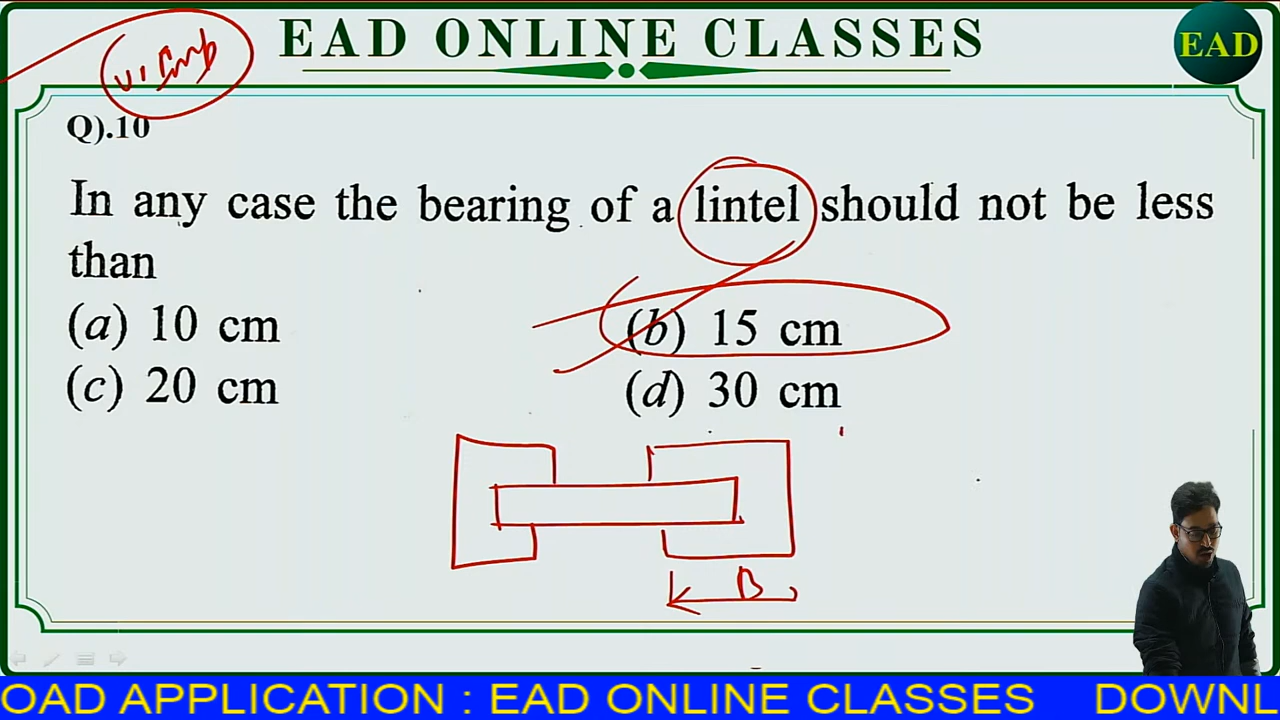 EAD ONLINE CLASSES
EAD
v. Imp
Q).10
In any case the bearing of a lintel should not be less
than
(a) 10 cm
(b) 15 cm
(c) 20 cm
(d) 30 cm
B
OAD APPLICATION : EAD ONLINE CLASSES DOWNL